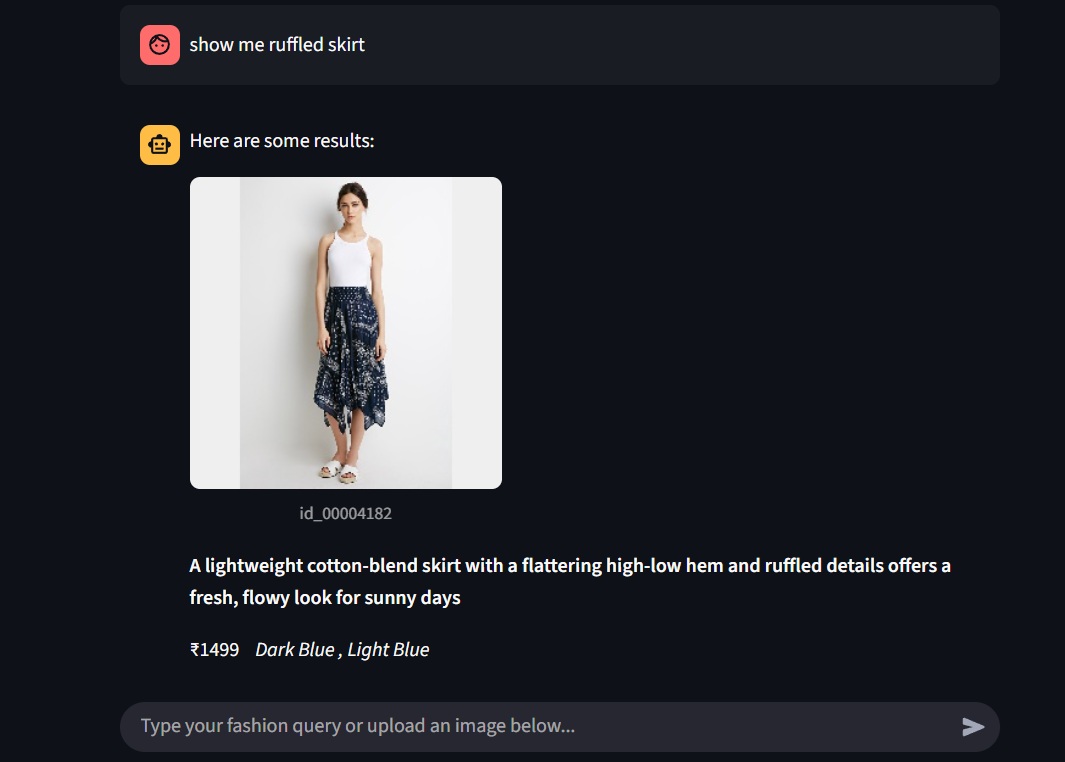 show me ruffled skirt
Here are some results:
id_00004182
A lightweight cotton-blend skirt with a flattering high-low hem and ruffled details offers a
fresh, flowy look for sunny days
₹1499 Dark Blue , Light Blue
Type your fashion query or upload an image below...